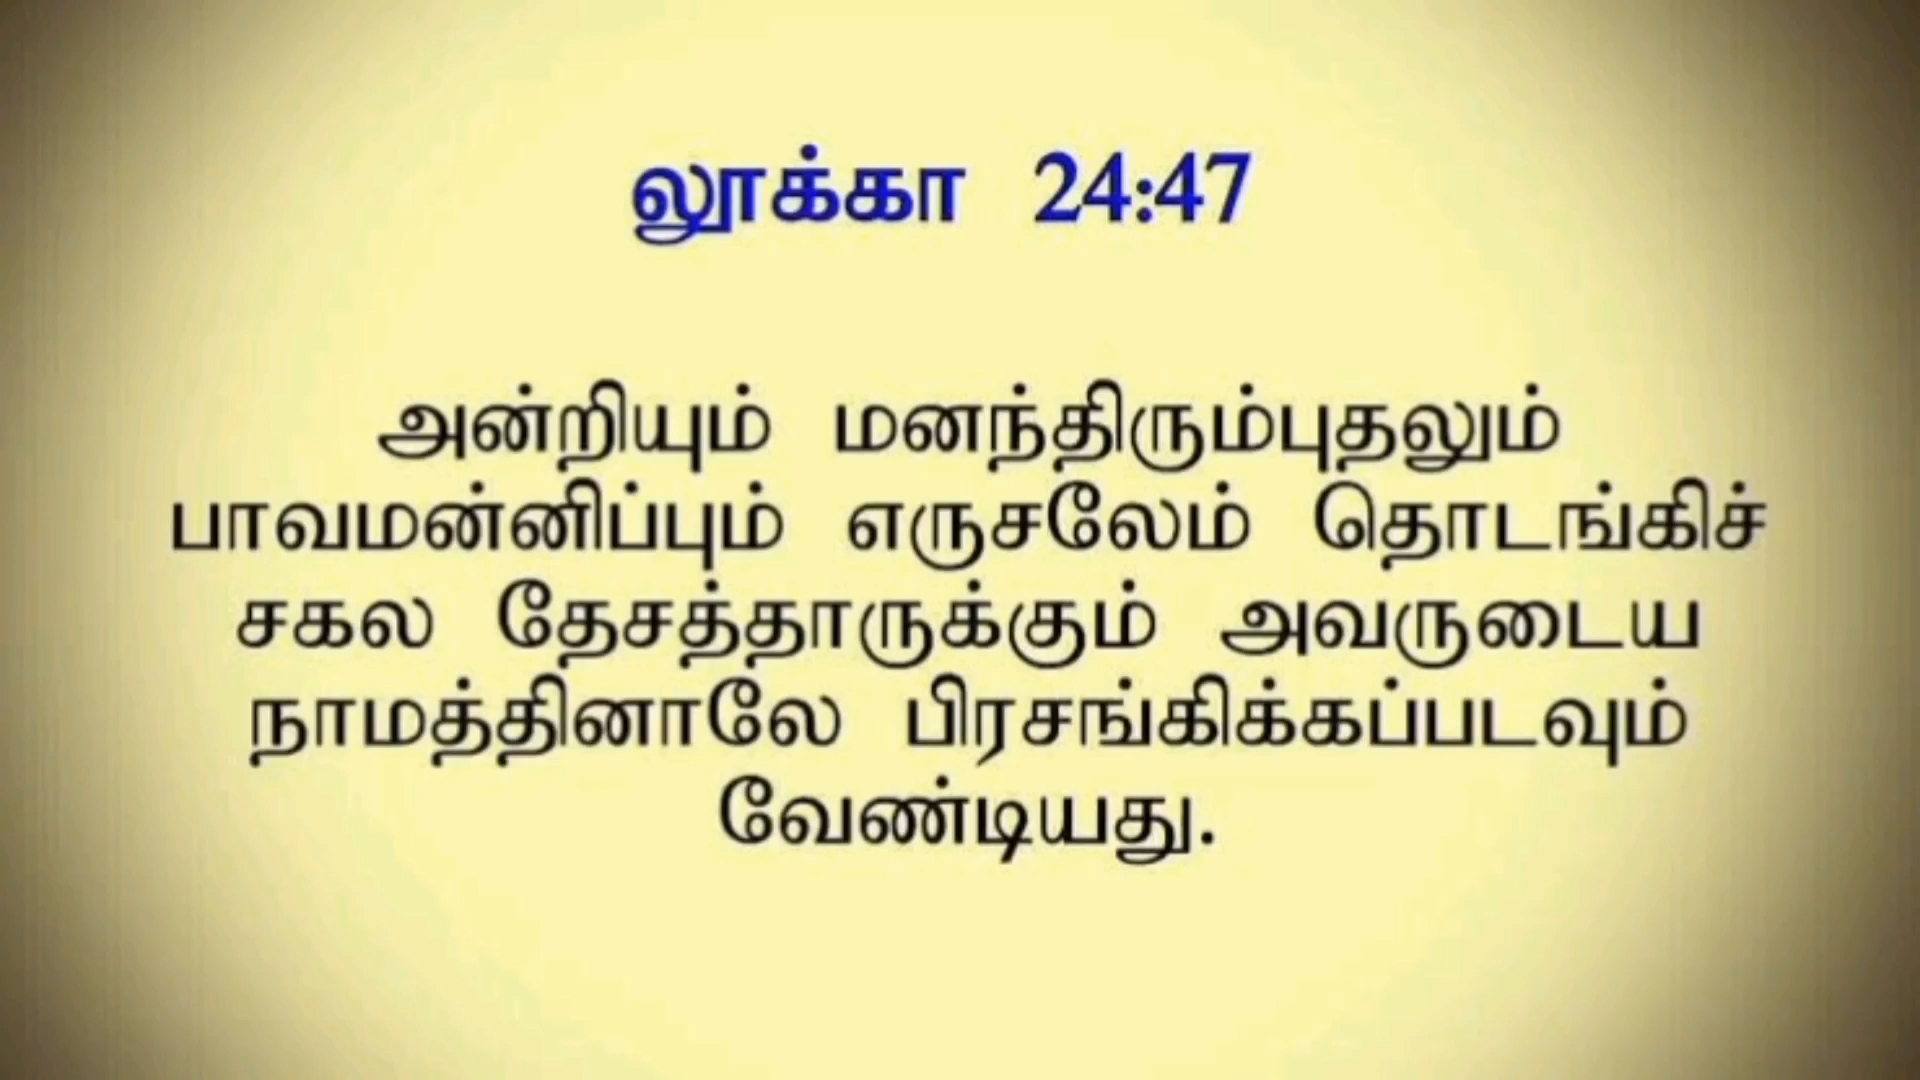 லூக்கா 24:47
அன்றியும் மனந்திரும்புதலும்
பாவமன்னிப்பும் எருசலேம் தொடங்கிச்
சகல தேசத்தாருக்கும் அவருடைய
நாமத்தினாலே பிரசங்கிக்கப்படவும்
வேண்டியது.